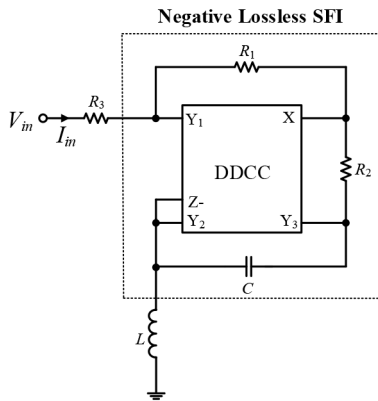 Negative Lossless SFI
R1
R3
Vin
Iin
Y1
X
R2
DDCC
Z-
Y2
Y3
C
L